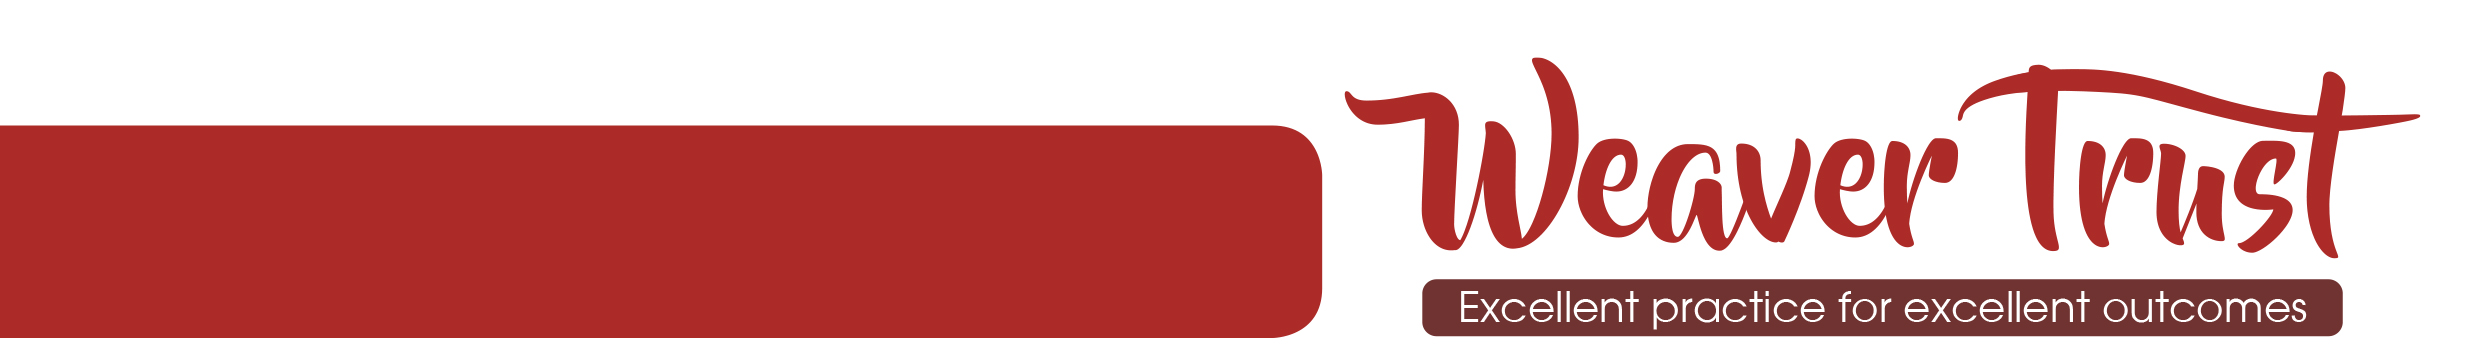 Weaver Trust
Excellent practice for excellent outcomes